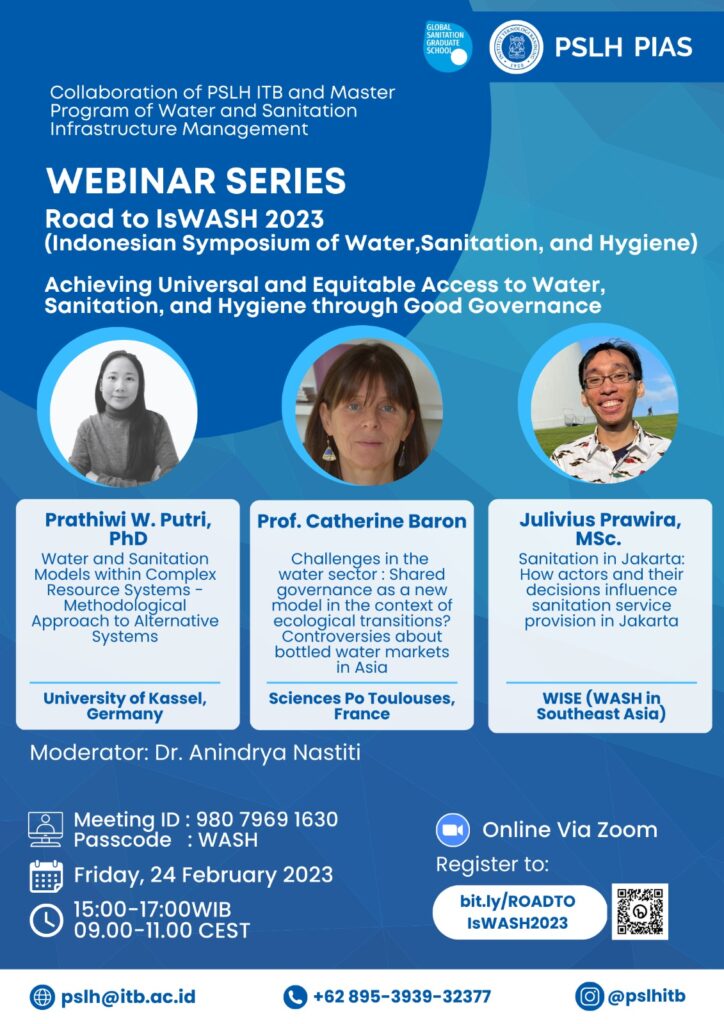 GLOBAL
SANITATION
GRADUATE
SCHOOL
PSLH PIAS
Collaboration of PSLH ITB and Master
Program of Water and Sanitation
Infrastructure Management
WEBINAR SERIES
Road to IsWASH 2023
(Indonesian Symposium of Water,Sanitation, and Hygiene)
Achieving Universal and Equitable Access to Water,
Sanitation, and Hygiene through Good Governance
Prathiwi W. Putri,
PhD
Water and Sanitation
Models within Complex
Resource Systems -
Methodological
Approach to Alternative
Systems
University of Kassel,
Germany
Prof. Catherine Baron
Challenges in the
water sector : Shared
governance as a new
model in the context of
ecological transitions?
Controversies about
bottled water markets
in Asia
Sciences Po Toulouses,
France
Julivius Prawira,
MSc.
Sanitation in Jakarta:
How actors and their
decisions influence
sanitation service
provision in Jakarta
WISE (WASH in
Southeast Asia)
Moderator: Dr. Anindrya Nastiti
Meeting ID : 980 7969 1630
Passcode : WASH
Friday, 24 February 2023
15:00-17:00WIB
09.00-11.00 CEST
Online Via Zoom
Register to:
bit.ly/ROADTO
IsWASH2023
pslh@itb.ac.id
+62 895-3939-32377
@pslhitb